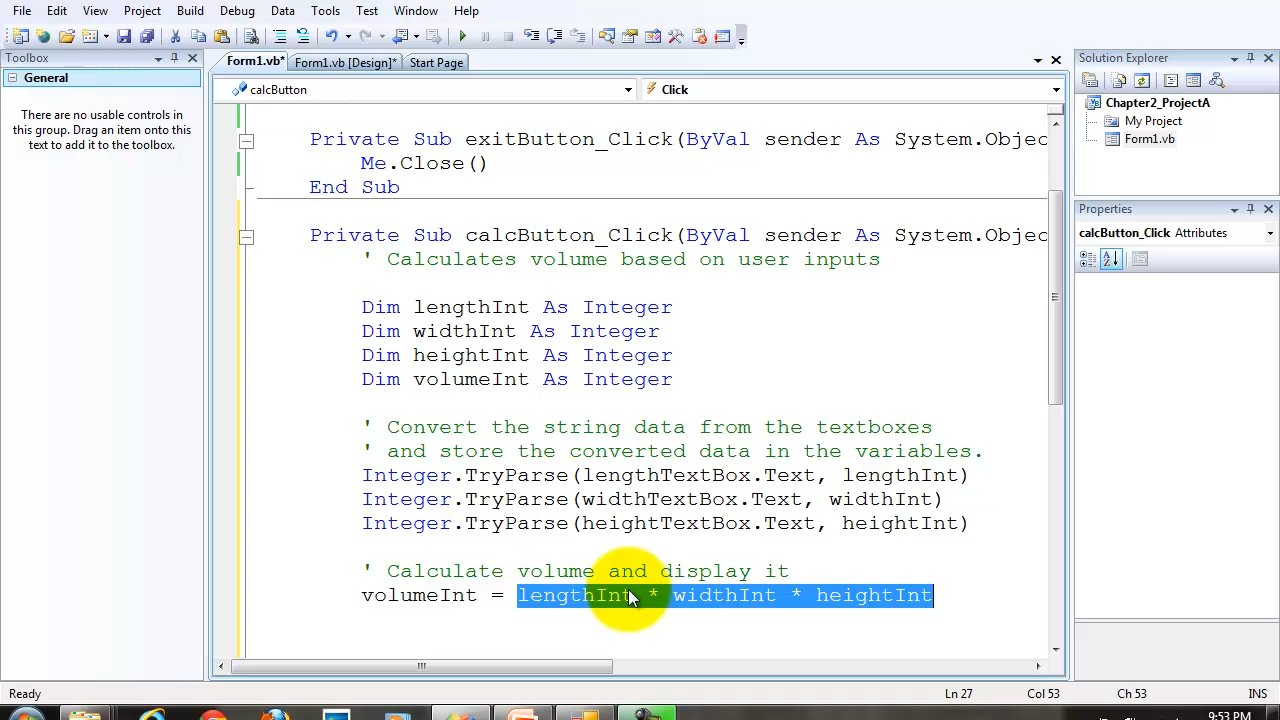 File Edit View Project Build Debug Data Tools Test Window Help
Toolbox
General
There are no usable controls in
this group. Drag an item onto this
text to add it to the toolbox.
Form1.vb* Form1.vb [Design]* Start Page
calcButton Click
Private Sub exitButton_Click(ByVal sender As System.Objec
Me.Close()
End Sub
Private Sub calcButton_Click(ByVal sender As System.Objec
' Calculates volume based on user inputs
Dim lengthInt As Integer
Dim widthInt As Integer
Dim heightInt As Integer
Dim volumeInt As Integer
' Convert the string data from the textboxes
' and store the converted data in the variables.
Integer.TryParse(lengthTextBox.Text, lengthInt)
Integer.TryParse(widthTextBox.Text, widthInt)
Integer.TryParse(heightTextBox.Text, heightInt)
' Calculate volume and display it
volumeInt = lengthInt * widthInt * heightInt
Solution Explorer
Chapter2_ProjectA
My Project
Form1.vb
Properties
calcButton_Click Attributes
Ready Ln 27 Col 53 Ch 53 INS
9:53 PM